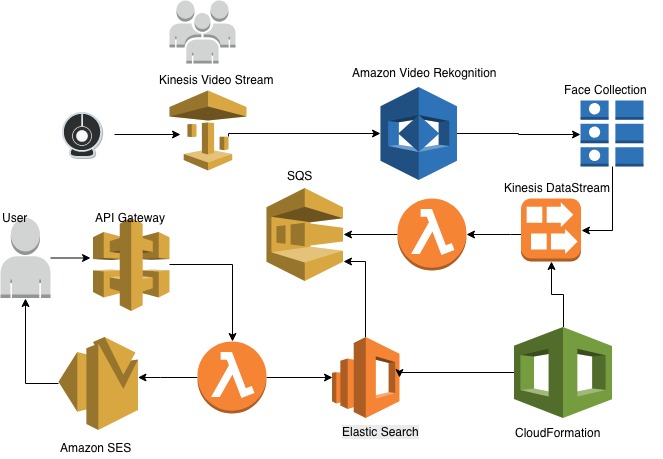 Kinesis Video Stream
Amazon Video Rekognition
Face Collection
SQS
Kinesis DataStream
User
API Gateway
Elastic Search
CloudFormation
Amazon SES